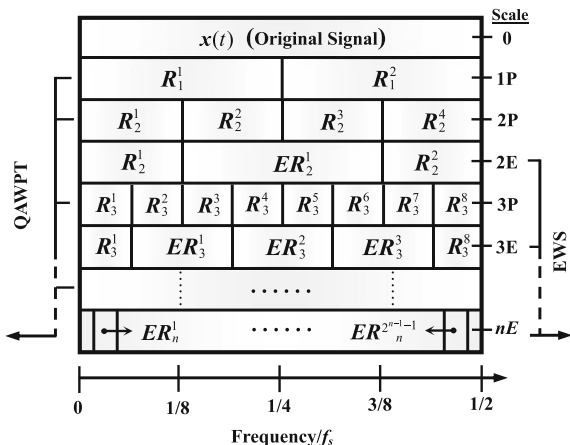 Scale
x(t) (Original Signal) 0
R₁¹ R₁² 1P
R₂¹ R₂² R₂³ R₂⁴ 2P
R₂¹ ER₂¹ R₂² 2E
R₃¹ R₃² R₃³ R₃⁴ R₃⁵ R₃⁶ R₃⁷ R₃⁸ 3P
R₃¹ ER₃¹ ER₃² ER₃³ R₃⁸ 3E
......
ERₙ¹ ...... ERₙ^{2^{n-1}-1} nE
QAWPT
EWS
0 1/8 1/4 3/8 1/2
Frequency/fₛ